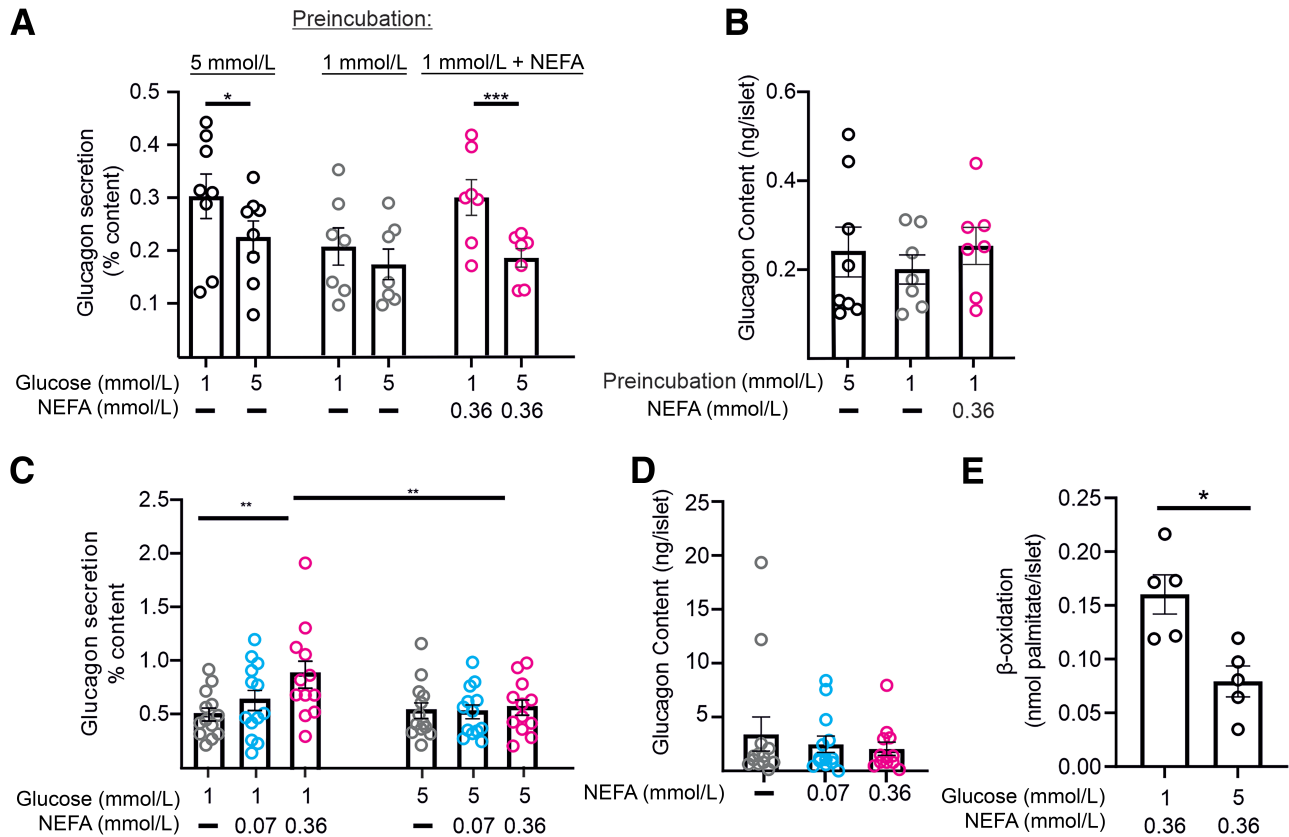 A
Preincubation:
5 mmol/L 1 mmol/L 1 mmol/L + NEFA
* ***
Glucagon secretion
(% content)
0.5
0.4
0.3
0.2
0.1
Glucose (mmol/L) 1 5 1 5 1 5
NEFA (mmol/L) – – – – 0.36 0.36
B
Glucagon Content (ng/islet)
0.6
0.4
0.2
Preincubation (mmol/L) 5 1 1
NEFA (mmol/L) – – 0.36
C
Glucagon secretion
% content
2.5
2.0
1.5
1.0
0.5
** **
Glucose (mmol/L) 1 1 1 5 5 5
NEFA (mmol/L) – 0.07 0.36 – 0.07 0.36
D
Glucagon Content (ng/islet)
25
20
15
10
5
NEFA (mmol/L) – 0.07 0.36
E
β-oxidation
(nmol palmitate/islet)
0.25
0.20
0.15
0.10
0.05
0.00
*
Glucose (mmol/L) 1 5
NEFA (mmol/L) 0.36 0.36